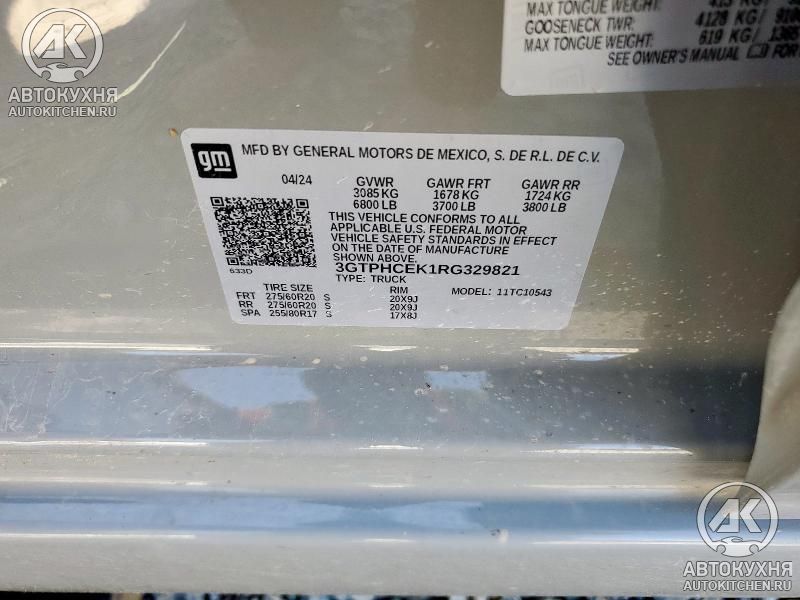 MAX TONGUE WEIGHT:
GOOSENECK TWR: 4128 KG/
MAX TONGUE WEIGHT: 619 KG/
SEE OWNER'S MANUAL FOR
AK
АВТОКУХНЯ
AUTOKITCHEN.RU
gm
MFD BY GENERAL MOTORS DE MEXICO, S. DE R.L. DE C.V.
04/24 GVWR GAWR FRT GAWR RR
3085 KG 1678 KG 1724 KG
6800 LB 3700 LB 3800 LB
THIS VEHICLE CONFORMS TO ALL
APPLICABLE U.S. FEDERAL MOTOR
VEHICLE SAFETY STANDARDS IN EFFECT
ON THE DATE OF MANUFACTURE
SHOWN ABOVE.
633D
3GTPHCEK1RG329821
TYPE: TRUCK MODEL: 11TC10543
TIRE SIZE RIM
FRT 275/60R20 S 20X9J
RR 275/60R20 S 20X9J
SPA 255/80R17 S 17X8J
AK
АВТОКУХНЯ
AUTOKITCHEN.RU